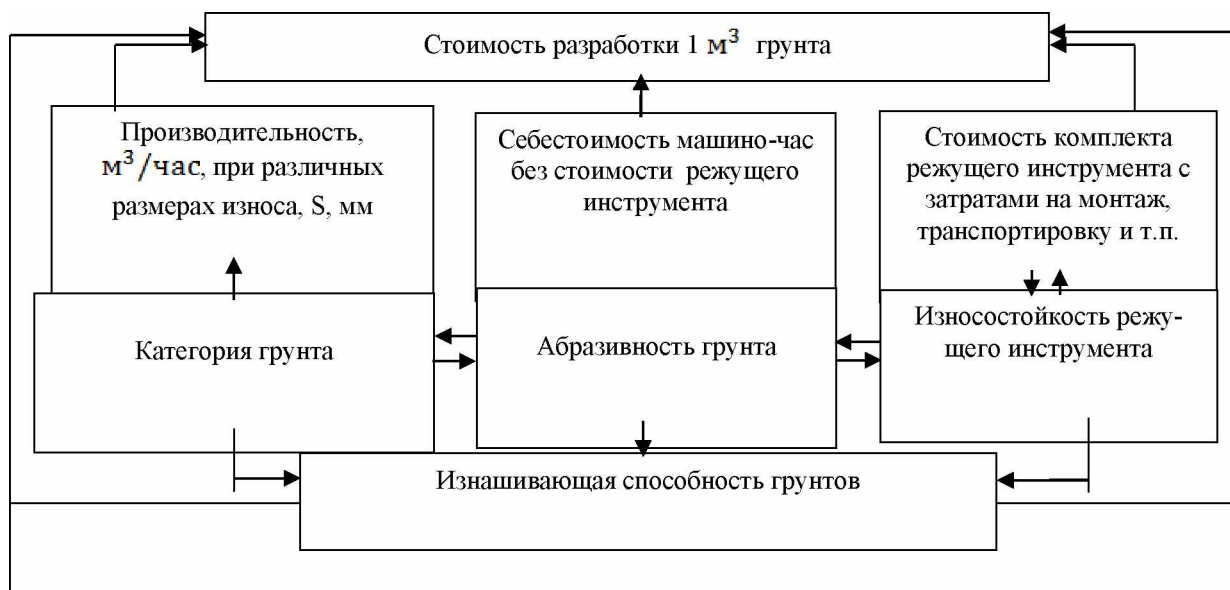 Стоимость разработки 1 м³ грунта
Производительность,
м³/час, при различных
размерах износа, S, мм
Себестоимость машино-час
без стоимости режущего
инструмента
Стоимость комплекта
режущего инструмента с
затратами на монтаж,
транспортировку и т.п.
Категория грунта
Абразивность грунта
Износостойкость режу-
щего инструмента
Изнашивающая способность грунтов